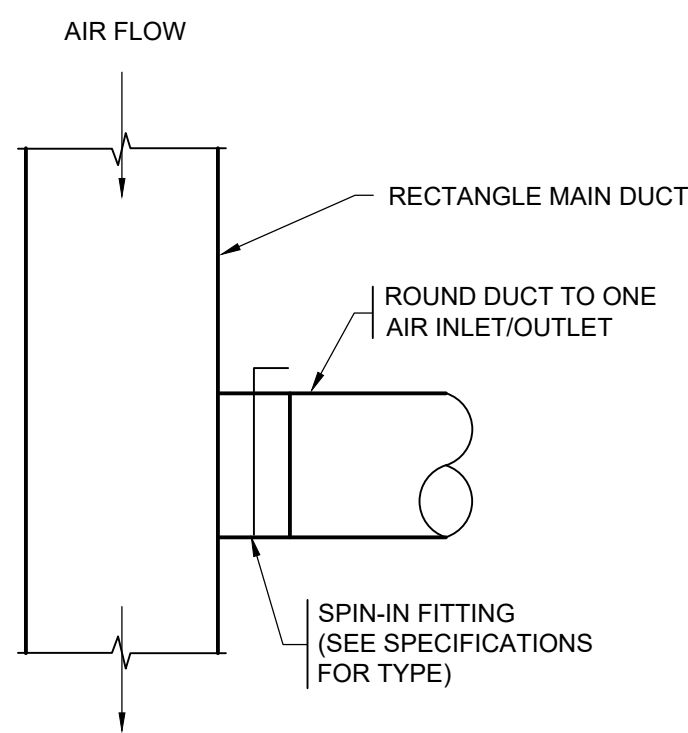 AIR FLOW
RECTANGLE MAIN DUCT
ROUND DUCT TO ONE
AIR INLET/OUTLET
SPIN-IN FITTING
(SEE SPECIFICATIONS
FOR TYPE)